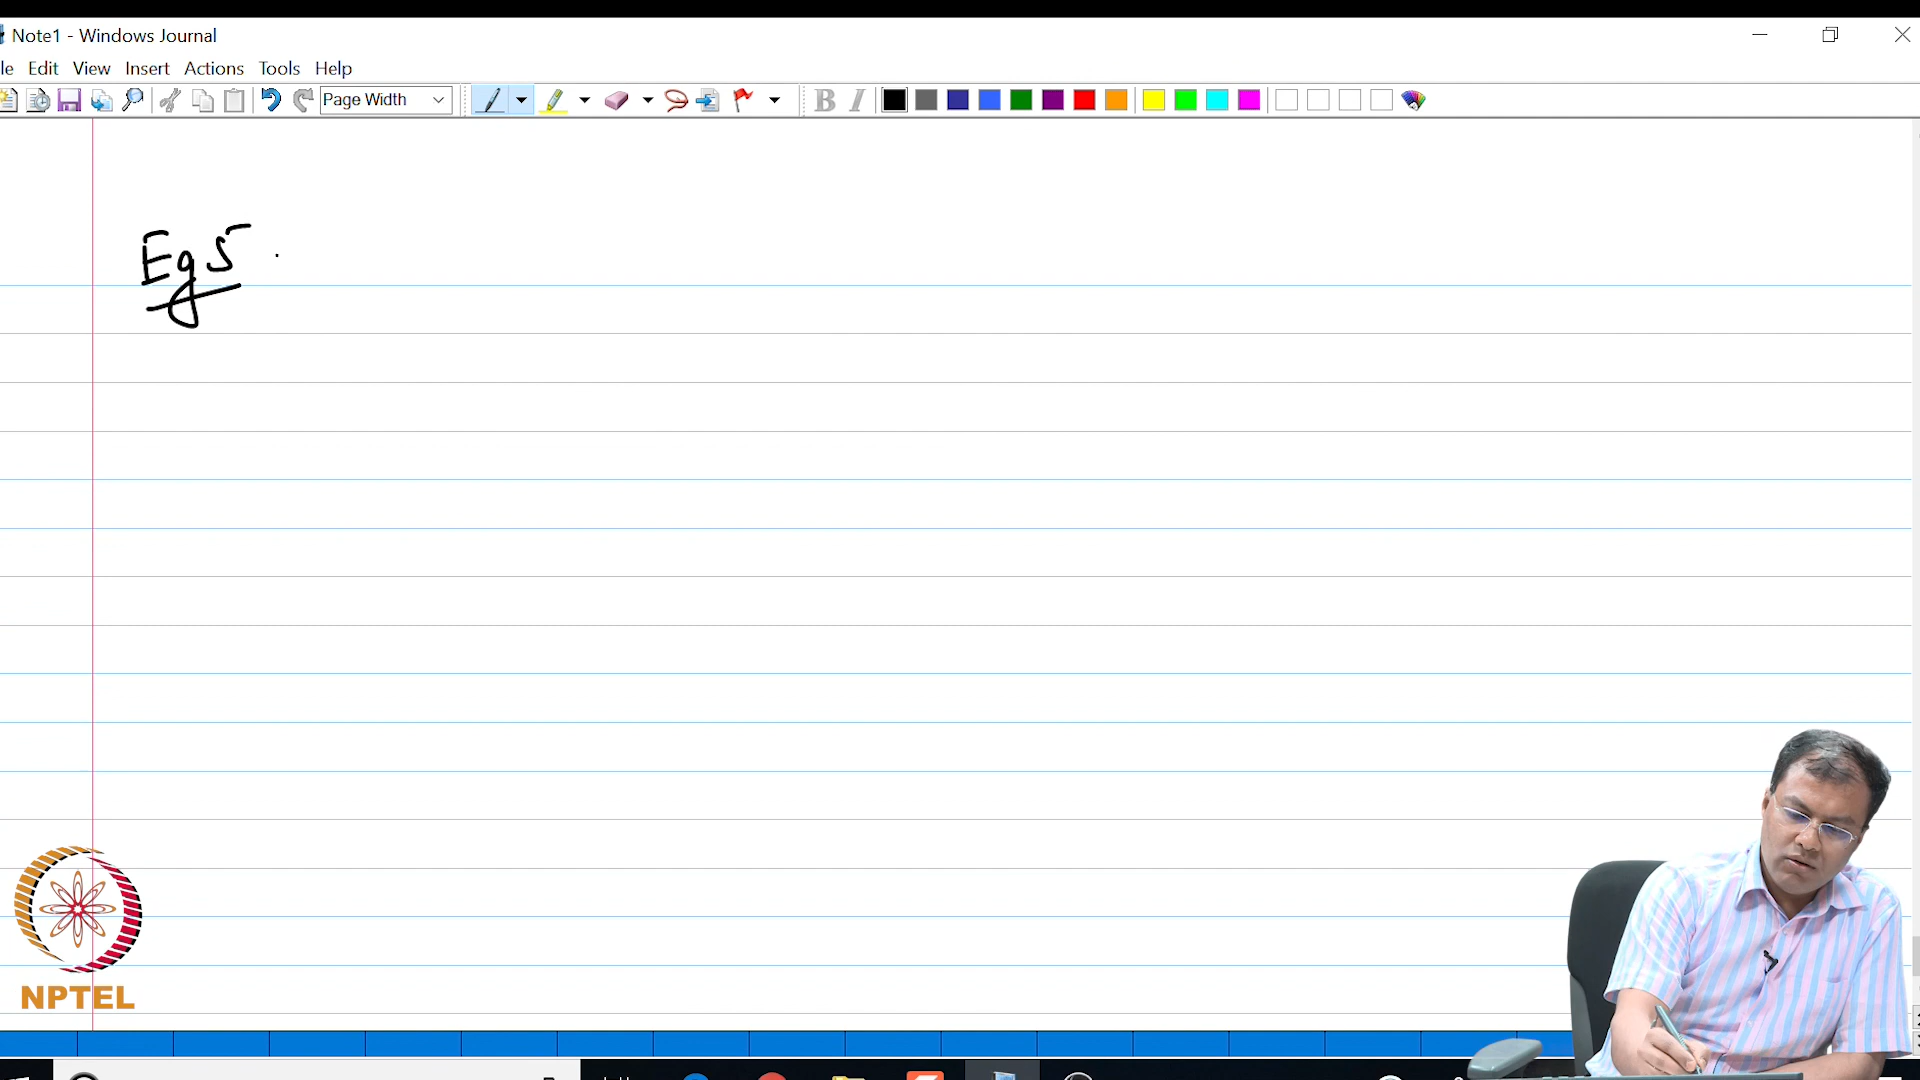 Note1 - Windows Journal
le Edit View Insert Actions Tools Help
Page Width
B I
Eg 5 .
NPTEL